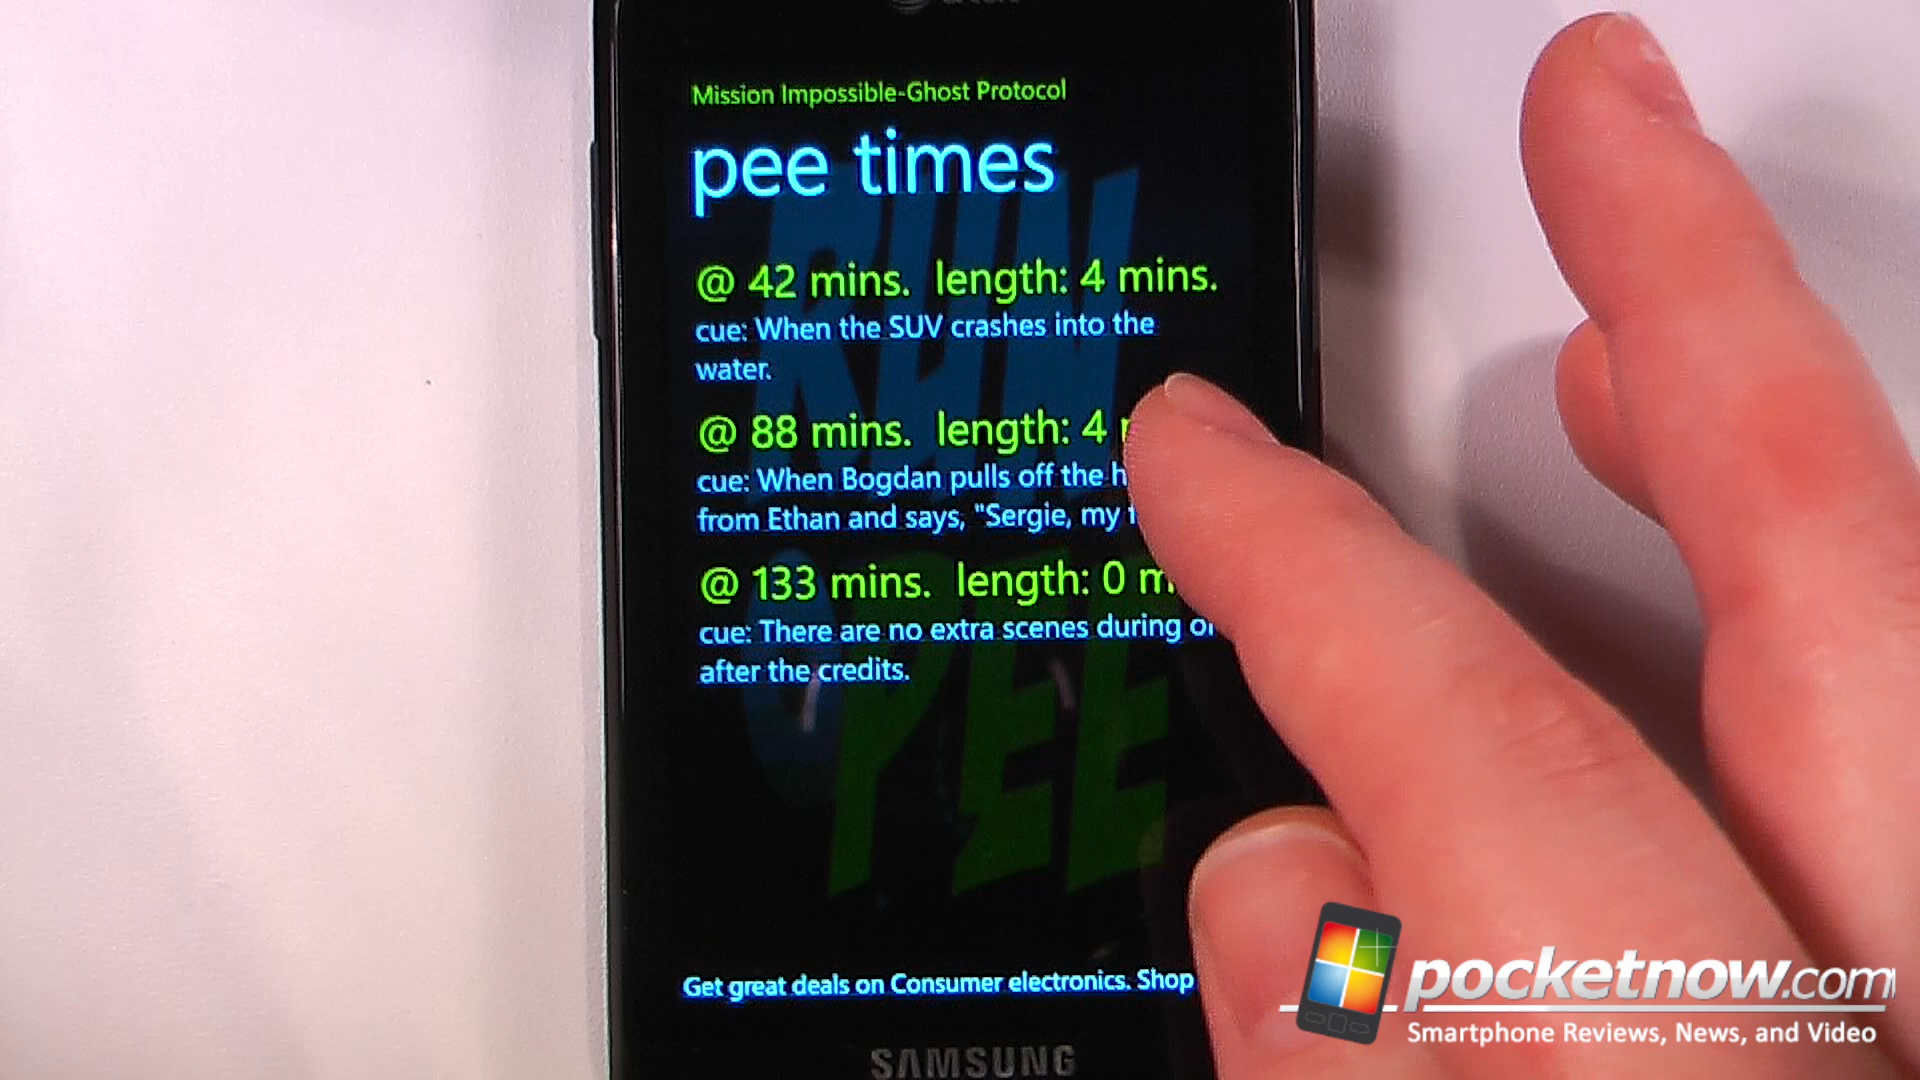 Mission Impossible-Ghost Protocol
pee times
@ 42 mins. length: 4 mins.
cue: When the SUV crashes into the
water.
@ 88 mins. length: 4
cue: When Bogdan pulls off the
from Ethan and says, "Sergie, my
@ 133 mins. length: 0
cue: There are no extra scenes during
after the credits.
RUN
PEE
Get great deals on Consumer electronics. Shop
SAMSUNG
pocketnow.com
Smartphone Reviews, News, and Video